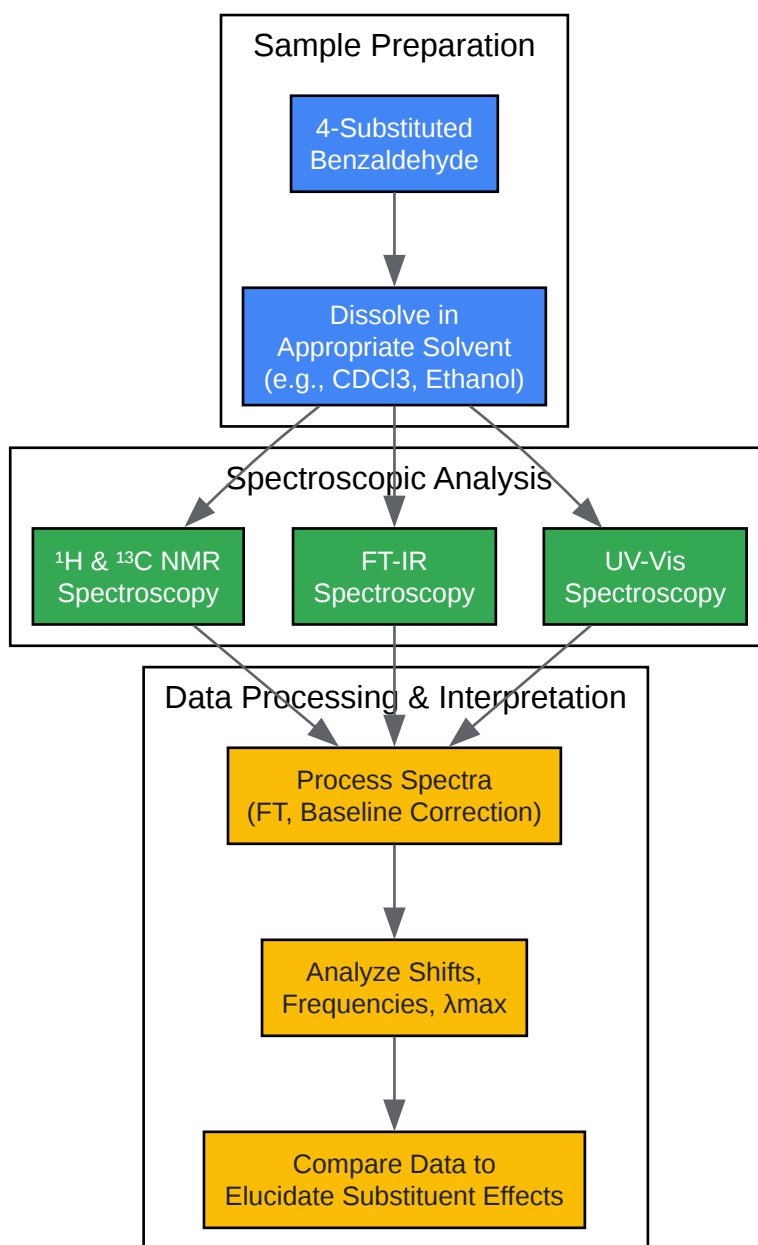 Sample Preparation
4-Substituted
Benzaldehyde
Dissolve in
Appropriate Solvent
(e.g., CDCl3, Ethanol)
Spectroscopic Analysis
¹H & ¹³C NMR
Spectroscopy
FT-IR
Spectroscopy
UV-Vis
Spectroscopy
Data Processing & Interpretation
Process Spectra
(FT, Baseline Correction)
Analyze Shifts,
Frequencies, λmax
Compare Data to
Elucidate Substituent Effects